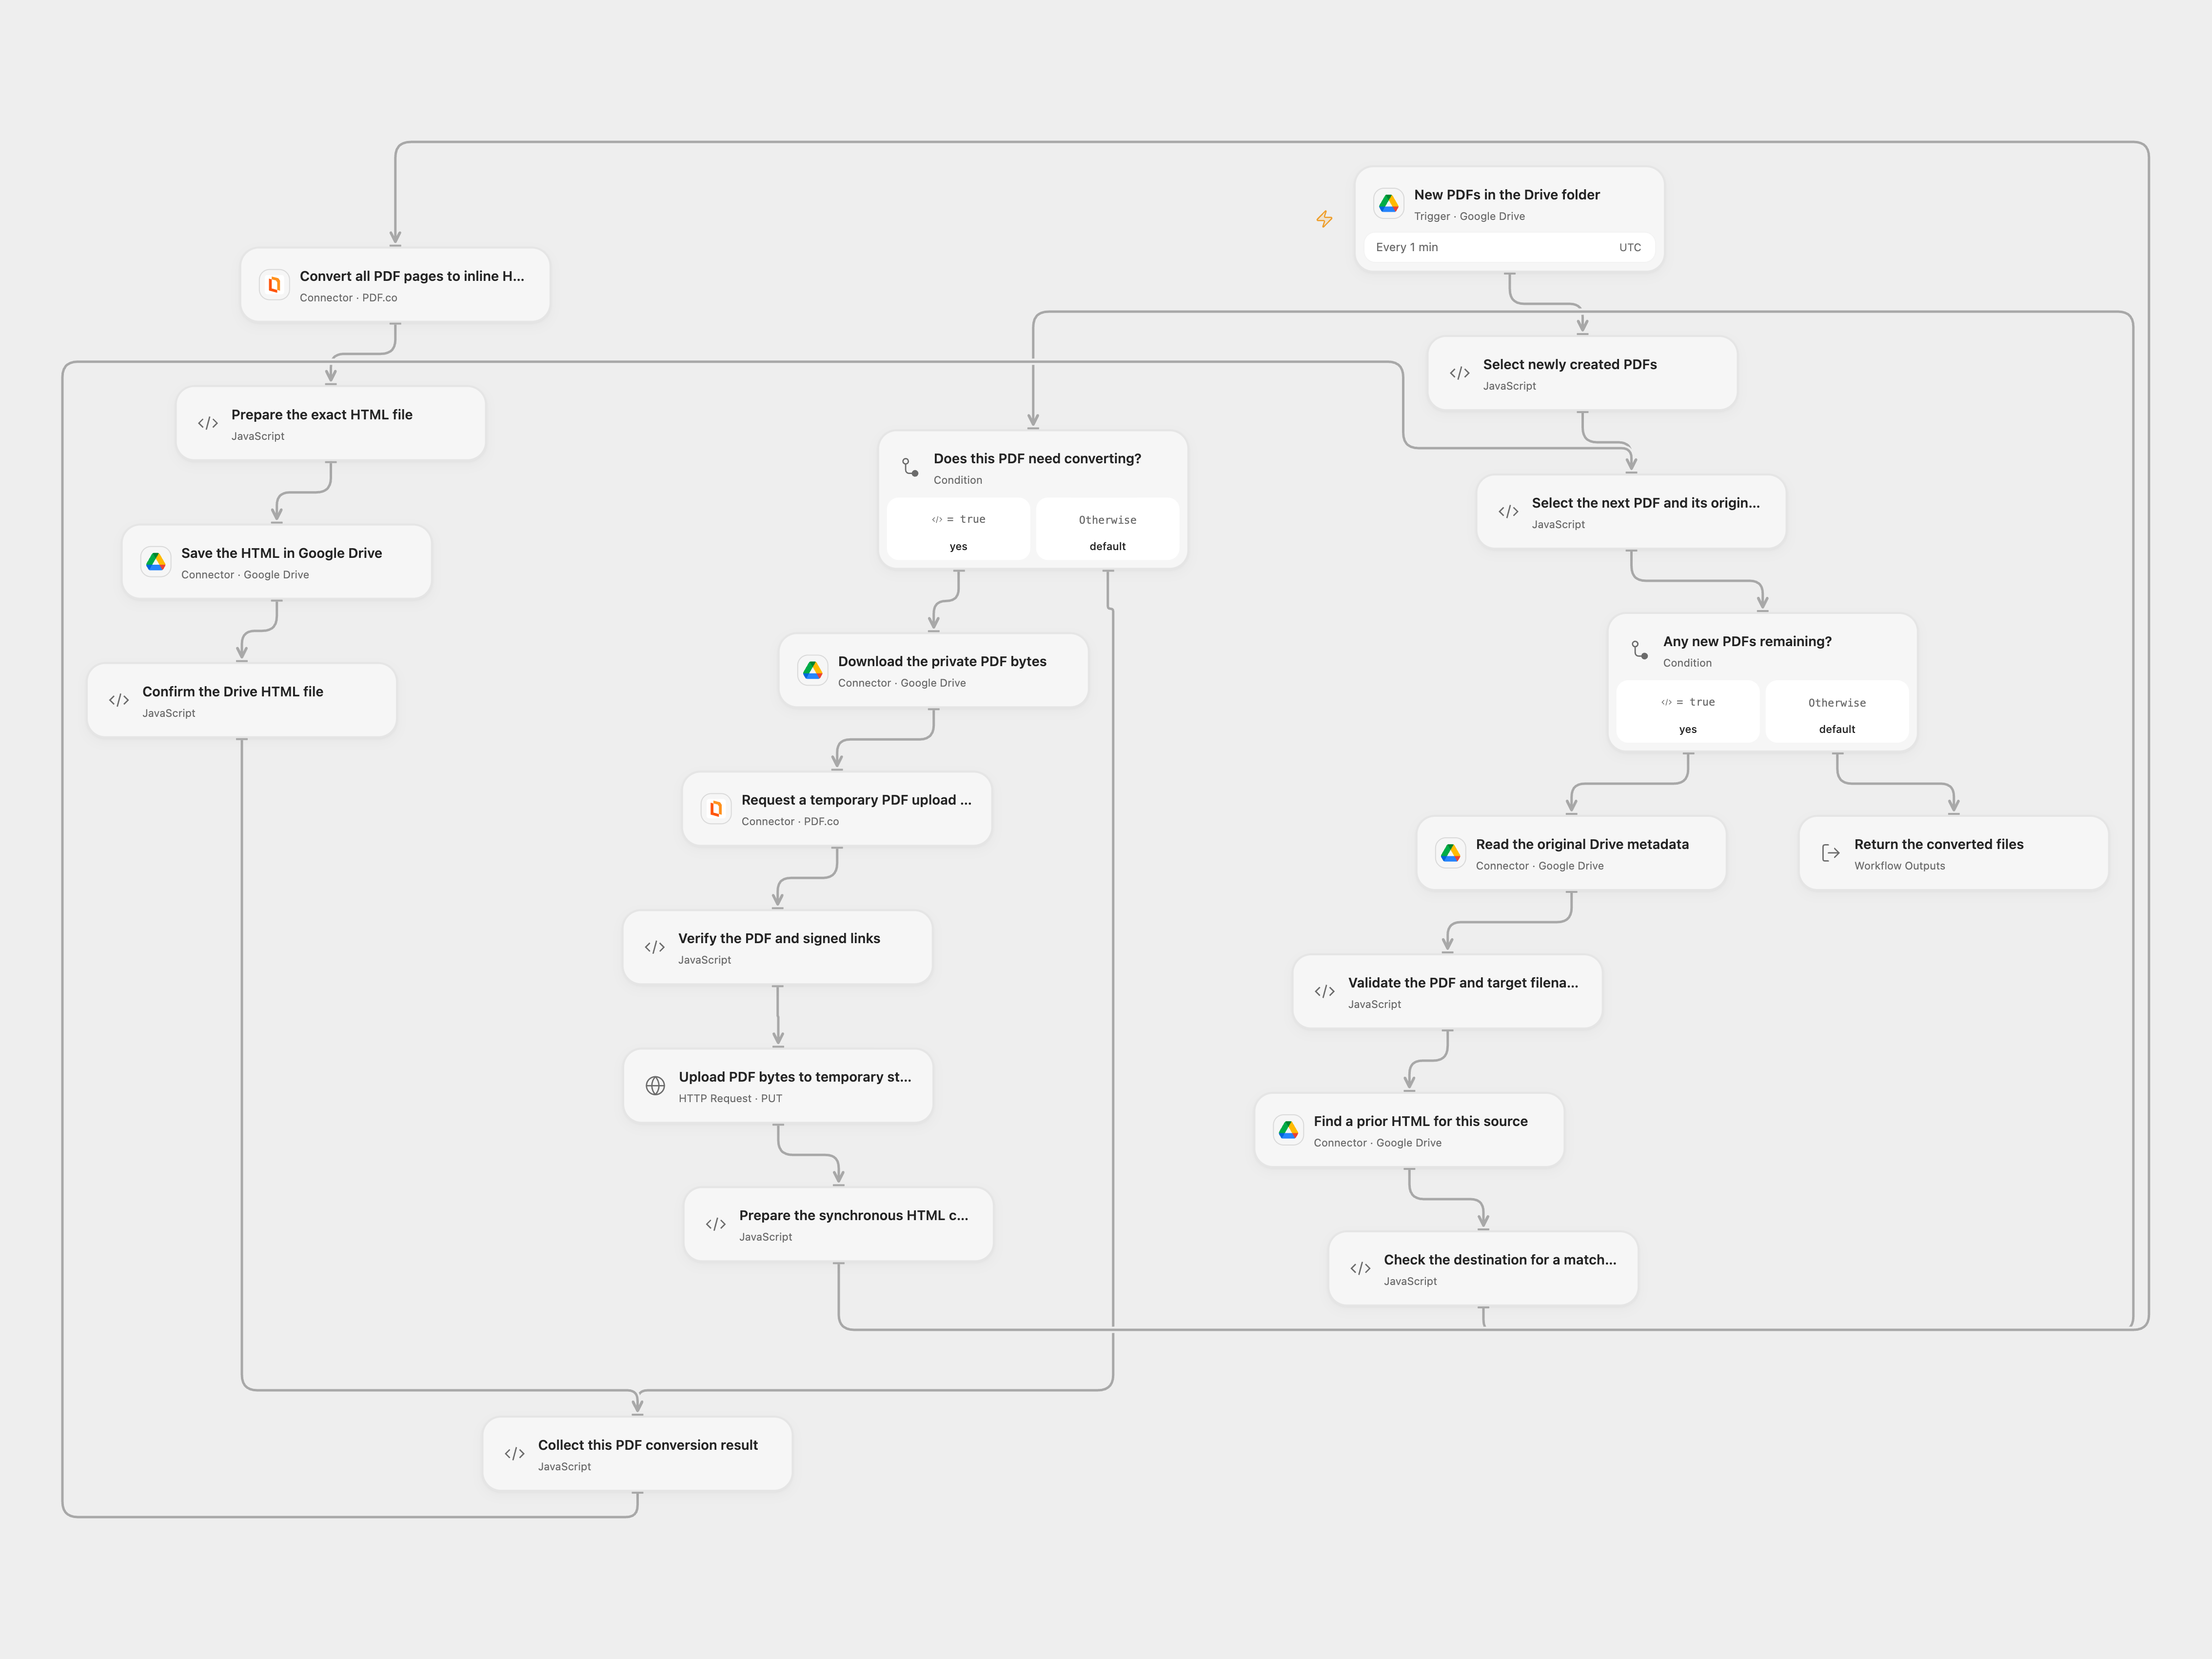 New PDFs in the Drive folder
Trigger · Google Drive
Every 1 min
UTC
Select newly created PDFs
JavaScript
Select the next PDF and its origin...
JavaScript
Any new PDFs remaining?
Condition
</> = true
yes
Otherwise
default
Read the original Drive metadata
Connector · Google Drive
Return the converted files
Workflow Outputs
Validate the PDF and target filena...
JavaScript
Find a prior HTML for this source
Connector · Google Drive
Check the destination for a match...
JavaScript
Does this PDF need converting?
Condition
</> = true
yes
Otherwise
default
Download the private PDF bytes
Connector · Google Drive
Request a temporary PDF upload ...
Connector · PDF.co
Verify the PDF and signed links
JavaScript
Upload PDF bytes to temporary st...
HTTP Request · PUT
Prepare the synchronous HTML c...
JavaScript
Convert all PDF pages to inline H...
Connector · PDF.co
Prepare the exact HTML file
JavaScript
Save the HTML in Google Drive
Connector · Google Drive
Confirm the Drive HTML file
JavaScript
Collect this PDF conversion result
JavaScript